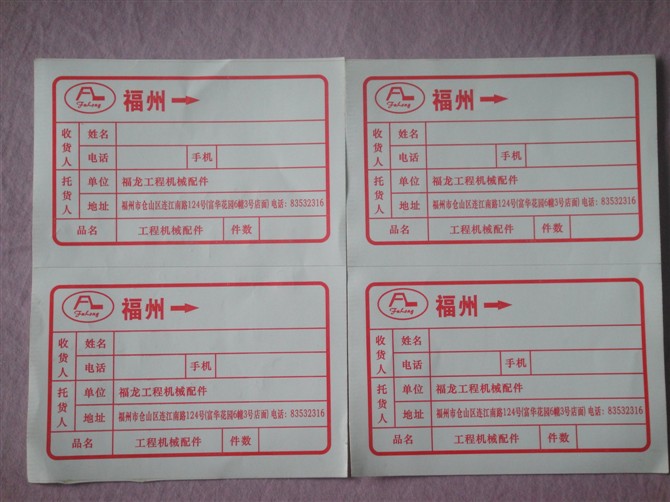 FL
Fulong
福州
收货人
姓名
电话 手机
托货人
单位 福龙工程机械配件
地址 福州市仓山区连江南路124号(富华花园6幢3号店面)电话:83532316
品名 工程机械配件 件数
FL
Fulong
福州
收货人
姓名
电话 手机
托货人
单位 福龙工程机械配件
地址 福州市仓山区连江南路124号(富华花园6幢3号店面)电话:83532316
品名 工程机械配件 件数
FL
Fulong
福州
收货人
姓名
电话 手机
托货人
单位 福龙工程机械配件
地址 福州市仓山区连江南路124号(富华花园6幢3号店面)电话:83532316
品名 工程机械配件 件数
FL
Fulong
福州
收货人
姓名
电话 手机
托货人
单位 福龙工程机械配件
地址 福州市仓山区连江南路124号(富华花园6幢3号店面)电话:83532316
品名 工程机械配件 件数